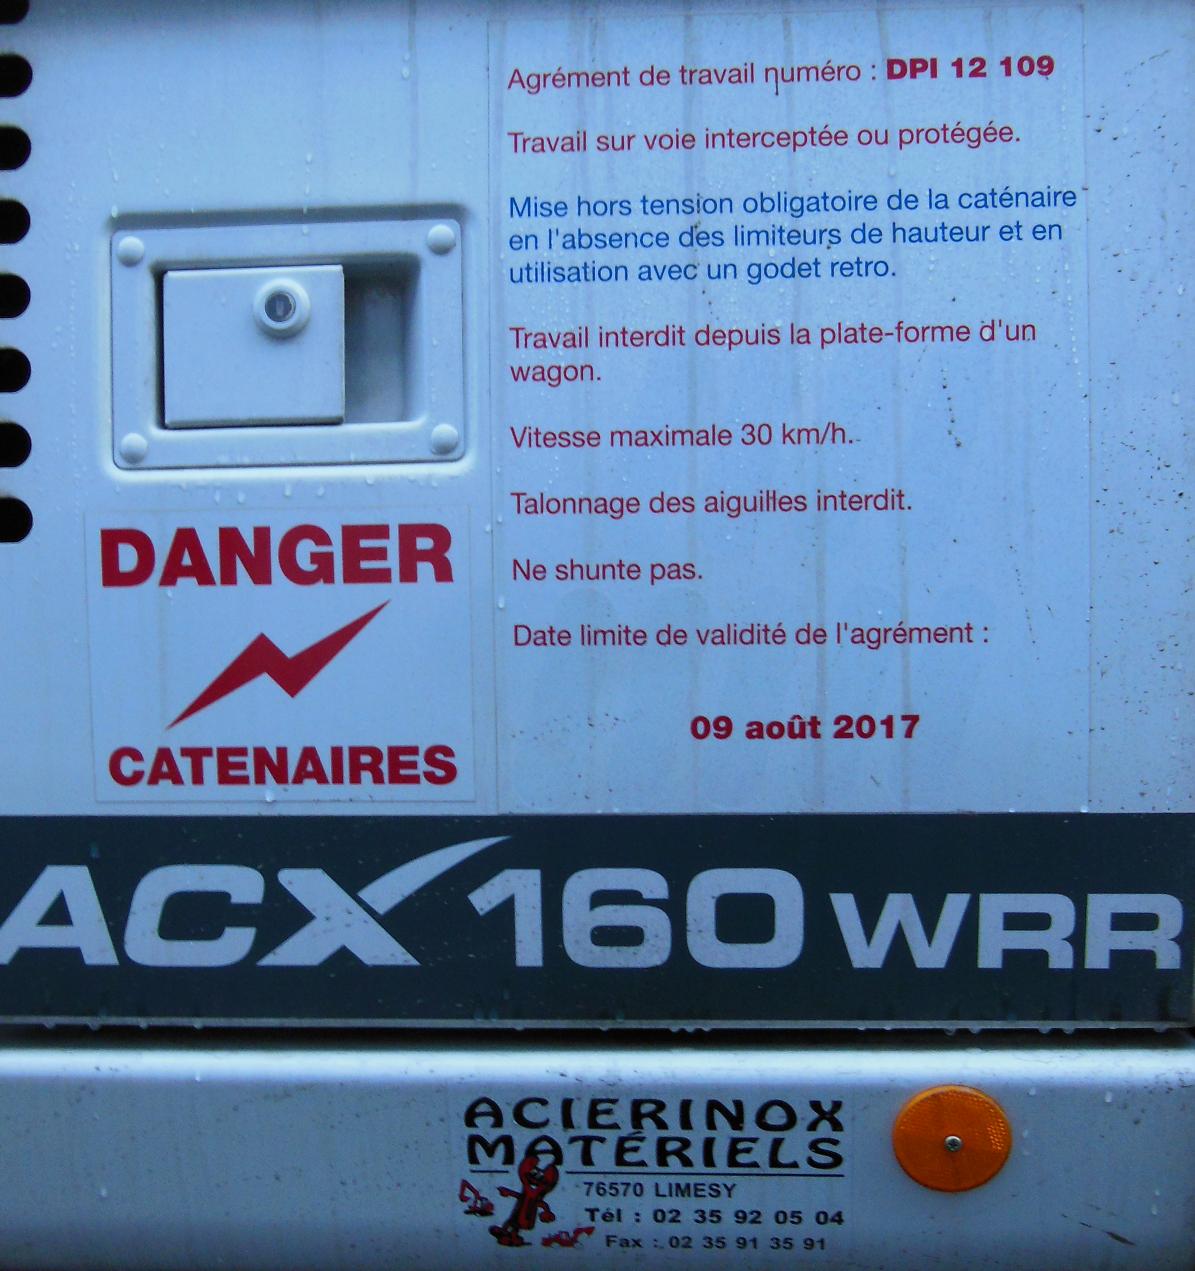 Agrément de travail numéro : DPI 12 109
Travail sur voie interceptée ou protégée.
Mise hors tension obligatoire de la caténaire
en l'absence des limiteurs de hauteur et en
utilisation avec un godet retro.
Travail interdit depuis la plate-forme d'un
wagon.
Vitesse maximale 30 km/h.
Talonnage des aiguilles interdit.
Ne shunte pas.
Date limite de validité de l'agrément :
09 août 2017
DANGER
CATENAIRES
ACX 160 WRR
ACIERINOX
MATÉRIELS
76570 LIMESY
Tél : 02 35 92 05 04
Fax : 02 35 91 35 91